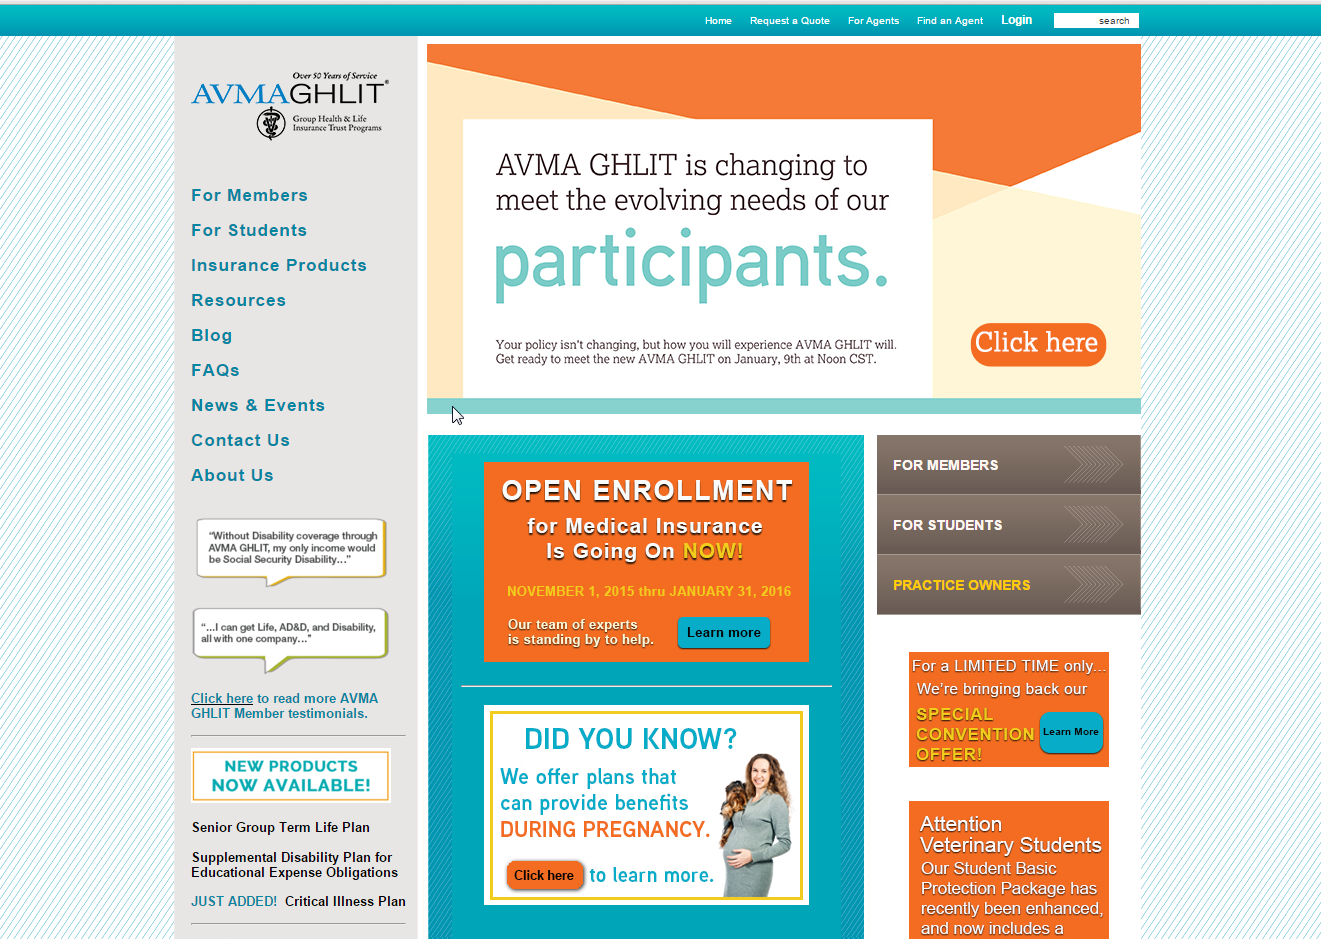 Home Request a Quote For Agents Find an Agent Login search
Over 50 Years of Service
AVMAGHLIT®
Group Health & Life
Insurance Trust Programs
For Members
For Students
Insurance Products
Resources
Blog
FAQs
News & Events
Contact Us
About Us
“Without Disability coverage through
AVMA GHLIT, my only income would
be Social Security Disability...”
“...I can get Life, AD&D, and Disability,
all with one company...”
Click here to read more AVMA
GHLIT Member testimonials.
NEW PRODUCTS
NOW AVAILABLE!
Senior Group Term Life Plan
Supplemental Disability Plan for
Educational Expense Obligations
JUST ADDED! Critical Illness Plan
AVMA GHLIT is changing to
meet the evolving needs of our
participants.
Your policy isn't changing, but how you will experience AVMA GHLIT will.
Get ready to meet the new AVMA GHLIT on January, 9th at Noon CST.
Click here
OPEN ENROLLMENT
for Medical Insurance
Is Going On NOW!
NOVEMBER 1, 2015 thru JANUARY 31, 2016
Our team of experts
is standing by to help.
Learn more
DID YOU KNOW?
We offer plans that
can provide benefits
DURING PREGNANCY.
Click here to learn more.
FOR MEMBERS
FOR STUDENTS
PRACTICE OWNERS
For a LIMITED TIME only...
We're bringing back our
SPECIAL
CONVENTION
OFFER!
Learn More
Attention
Veterinary Students
Our Student Basic
Protection Package has
recently been enhanced,
and now includes a